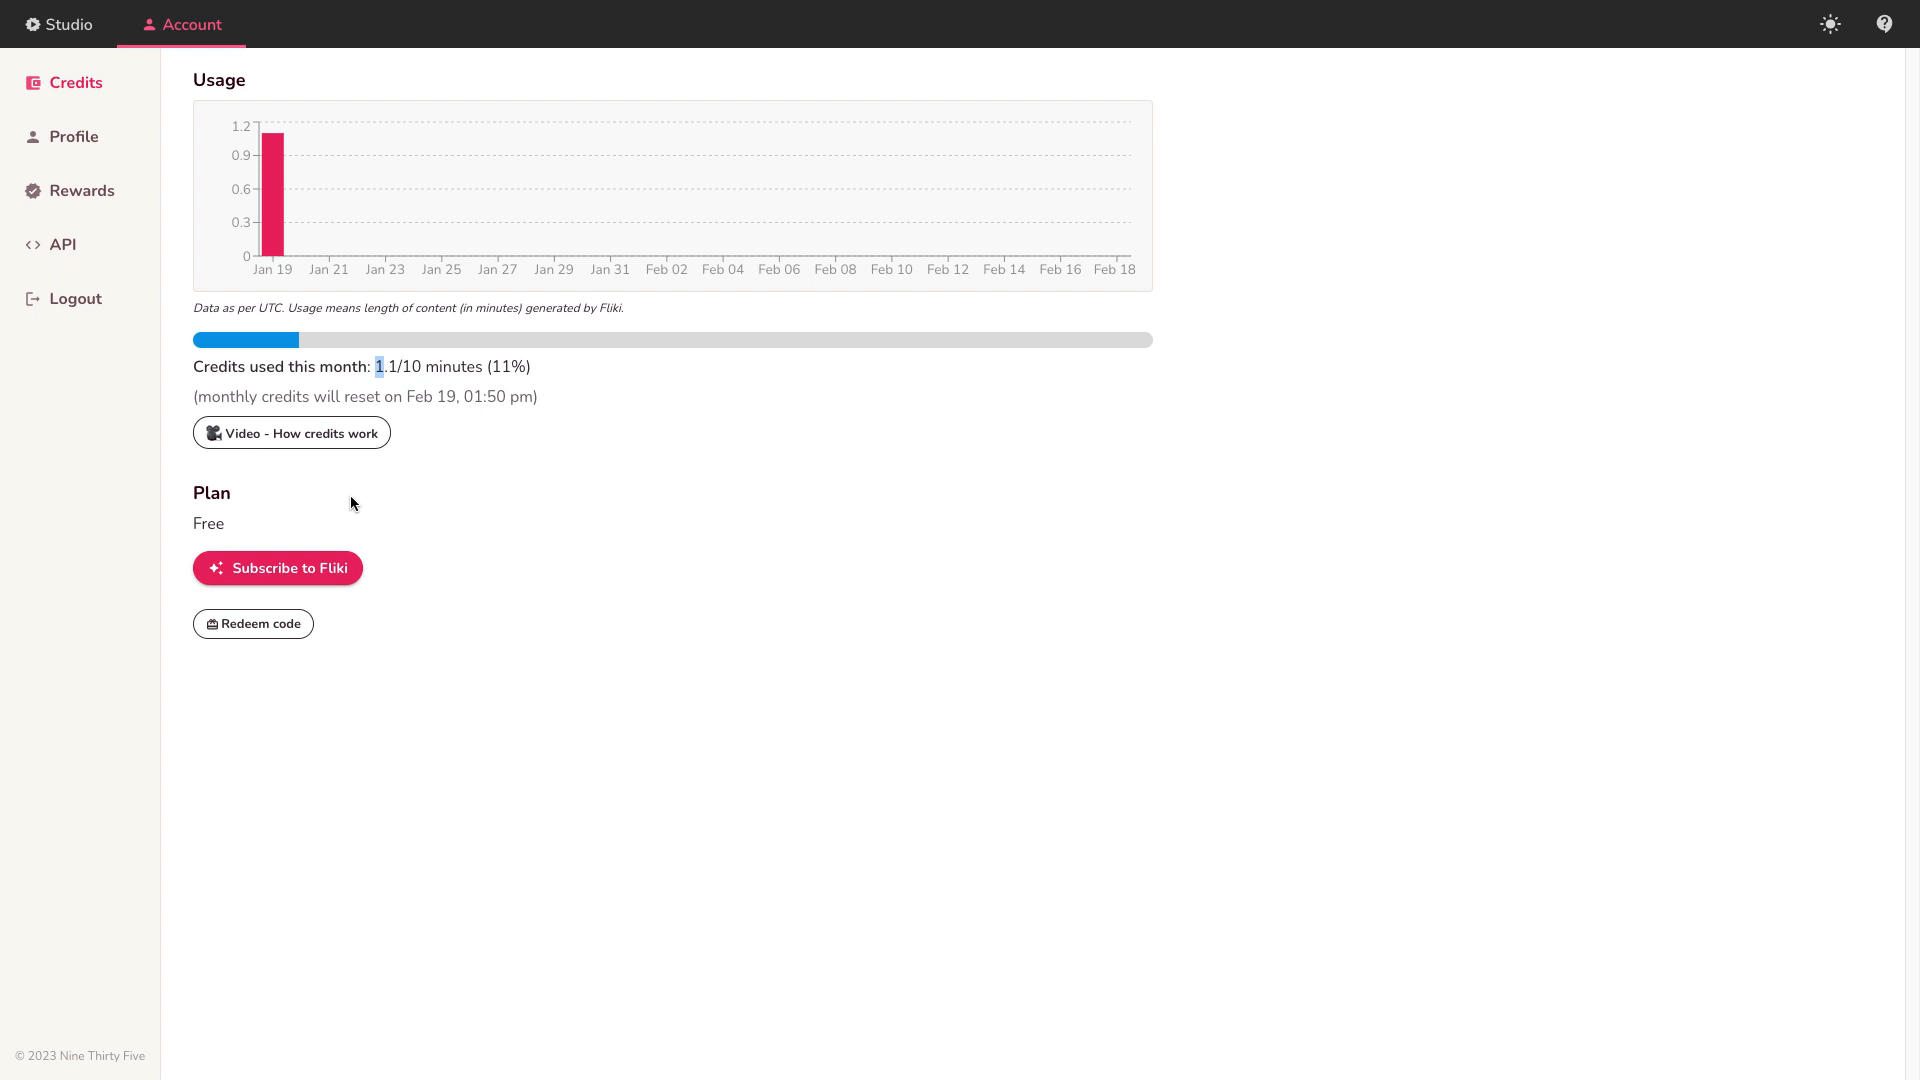 Studio
Account
Credits
Profile
Rewards
API
Logout
Usage
1.2
0.9
0.6
0.3
0
Jan 19 Jan 21 Jan 23 Jan 25 Jan 27 Jan 29 Jan 31 Feb 02 Feb 04 Feb 06 Feb 08 Feb 10 Feb 12 Feb 14 Feb 16 Feb 18
Data as per UTC. Usage means length of content (in minutes) generated by Fliki.
Credits used this month: 1.1/10 minutes (11%)
(monthly credits will reset on Feb 19, 01:50 pm)
Video - How credits work
Plan
Free
Subscribe to Fliki
Redeem code
© 2023 Nine Thirty Five